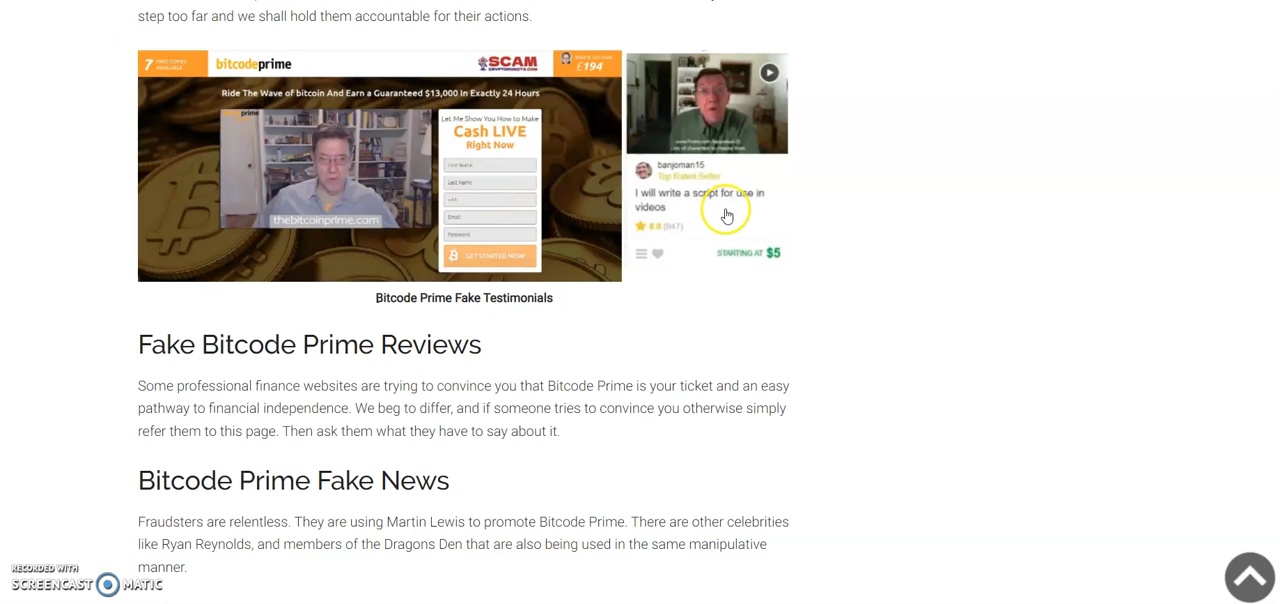 step too far and we shall hold them accountable for their actions.
7 FREE COPIES AVAILABLE
bitcodeprime
SCAM
CRYPTOROBOTS.COM
£194
Ride The Wave of bitcoin And Earn a Guaranteed $13,000 In Exactly 24 Hours
prime
thebitcoinprime.com
Let Me Show You How to Make
Cash LIVE
Right Now
First Name
Last Name
+44
Email
Password
GET STARTED NOW!
banjoman15
Top Rated Seller
I will write a script for use in
videos
(947)
STARTING AT $5
Bitcode Prime Fake Testimonials
Fake Bitcode Prime Reviews
Some professional finance websites are trying to convince you that Bitcode Prime is your ticket and an easy
pathway to financial independence. We beg to differ, and if someone tries to convince you otherwise simply
refer them to this page. Then ask them what they have to say about it.
Bitcode Prime Fake News
Fraudsters are relentless. They are using Martin Lewis to promote Bitcode Prime. There are other celebrities
like Ryan Reynolds, and members of the Dragons Den that are also being used in the same manipulative
manner.
RECORDED WITH
SCREENCAST MATIC